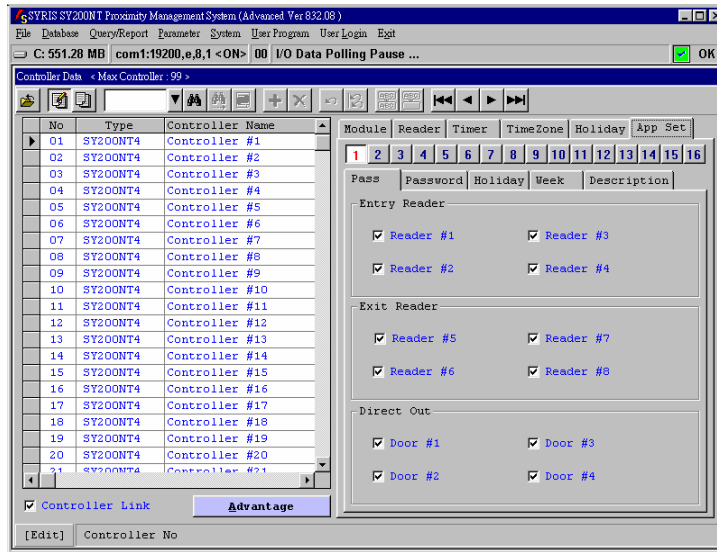 SYRIS SY200NT Proximity Management System (Advanced Ver 832.08 )
File Database Query/Report Parameter System User Program User Login Exit
C: 551.28 MB com1:19200,e,8,1 <ON> 00 I/O Data Polling Pause ... OK
Controller Data < Max Controller : 99 >
Module Reader Timer TimeZone Holiday App Set
1 2 3 4 5 6 7 8 9 10 11 12 13 14 15 16
Pass Password Holiday Week Description
No Type Controller Name
01 SY200NT4 Controller #1
02 SY200NT4 Controller #2
03 SY200NT4 Controller #3
04 SY200NT4 Controller #4
05 SY200NT4 Controller #5
06 SY200NT4 Controller #6
07 SY200NT4 Controller #7
08 SY200NT4 Controller #8
09 SY200NT4 Controller #9
10 SY200NT4 Controller #10
11 SY200NT4 Controller #11
12 SY200NT4 Controller #12
13 SY200NT4 Controller #13
14 SY200NT4 Controller #14
15 SY200NT4 Controller #15
16 SY200NT4 Controller #16
17 SY200NT4 Controller #17
18 SY200NT4 Controller #18
19 SY200NT4 Controller #19
20 SY200NT4 Controller #20
21 SY200NT4 Controller #21
Entry Reader
Reader #1 Reader #3
Reader #2 Reader #4
Exit Reader
Reader #5 Reader #7
Reader #6 Reader #8
Direct Out
Door #1 Door #3
Door #2 Door #4
Controller Link Advantage
[Edit] Controller No